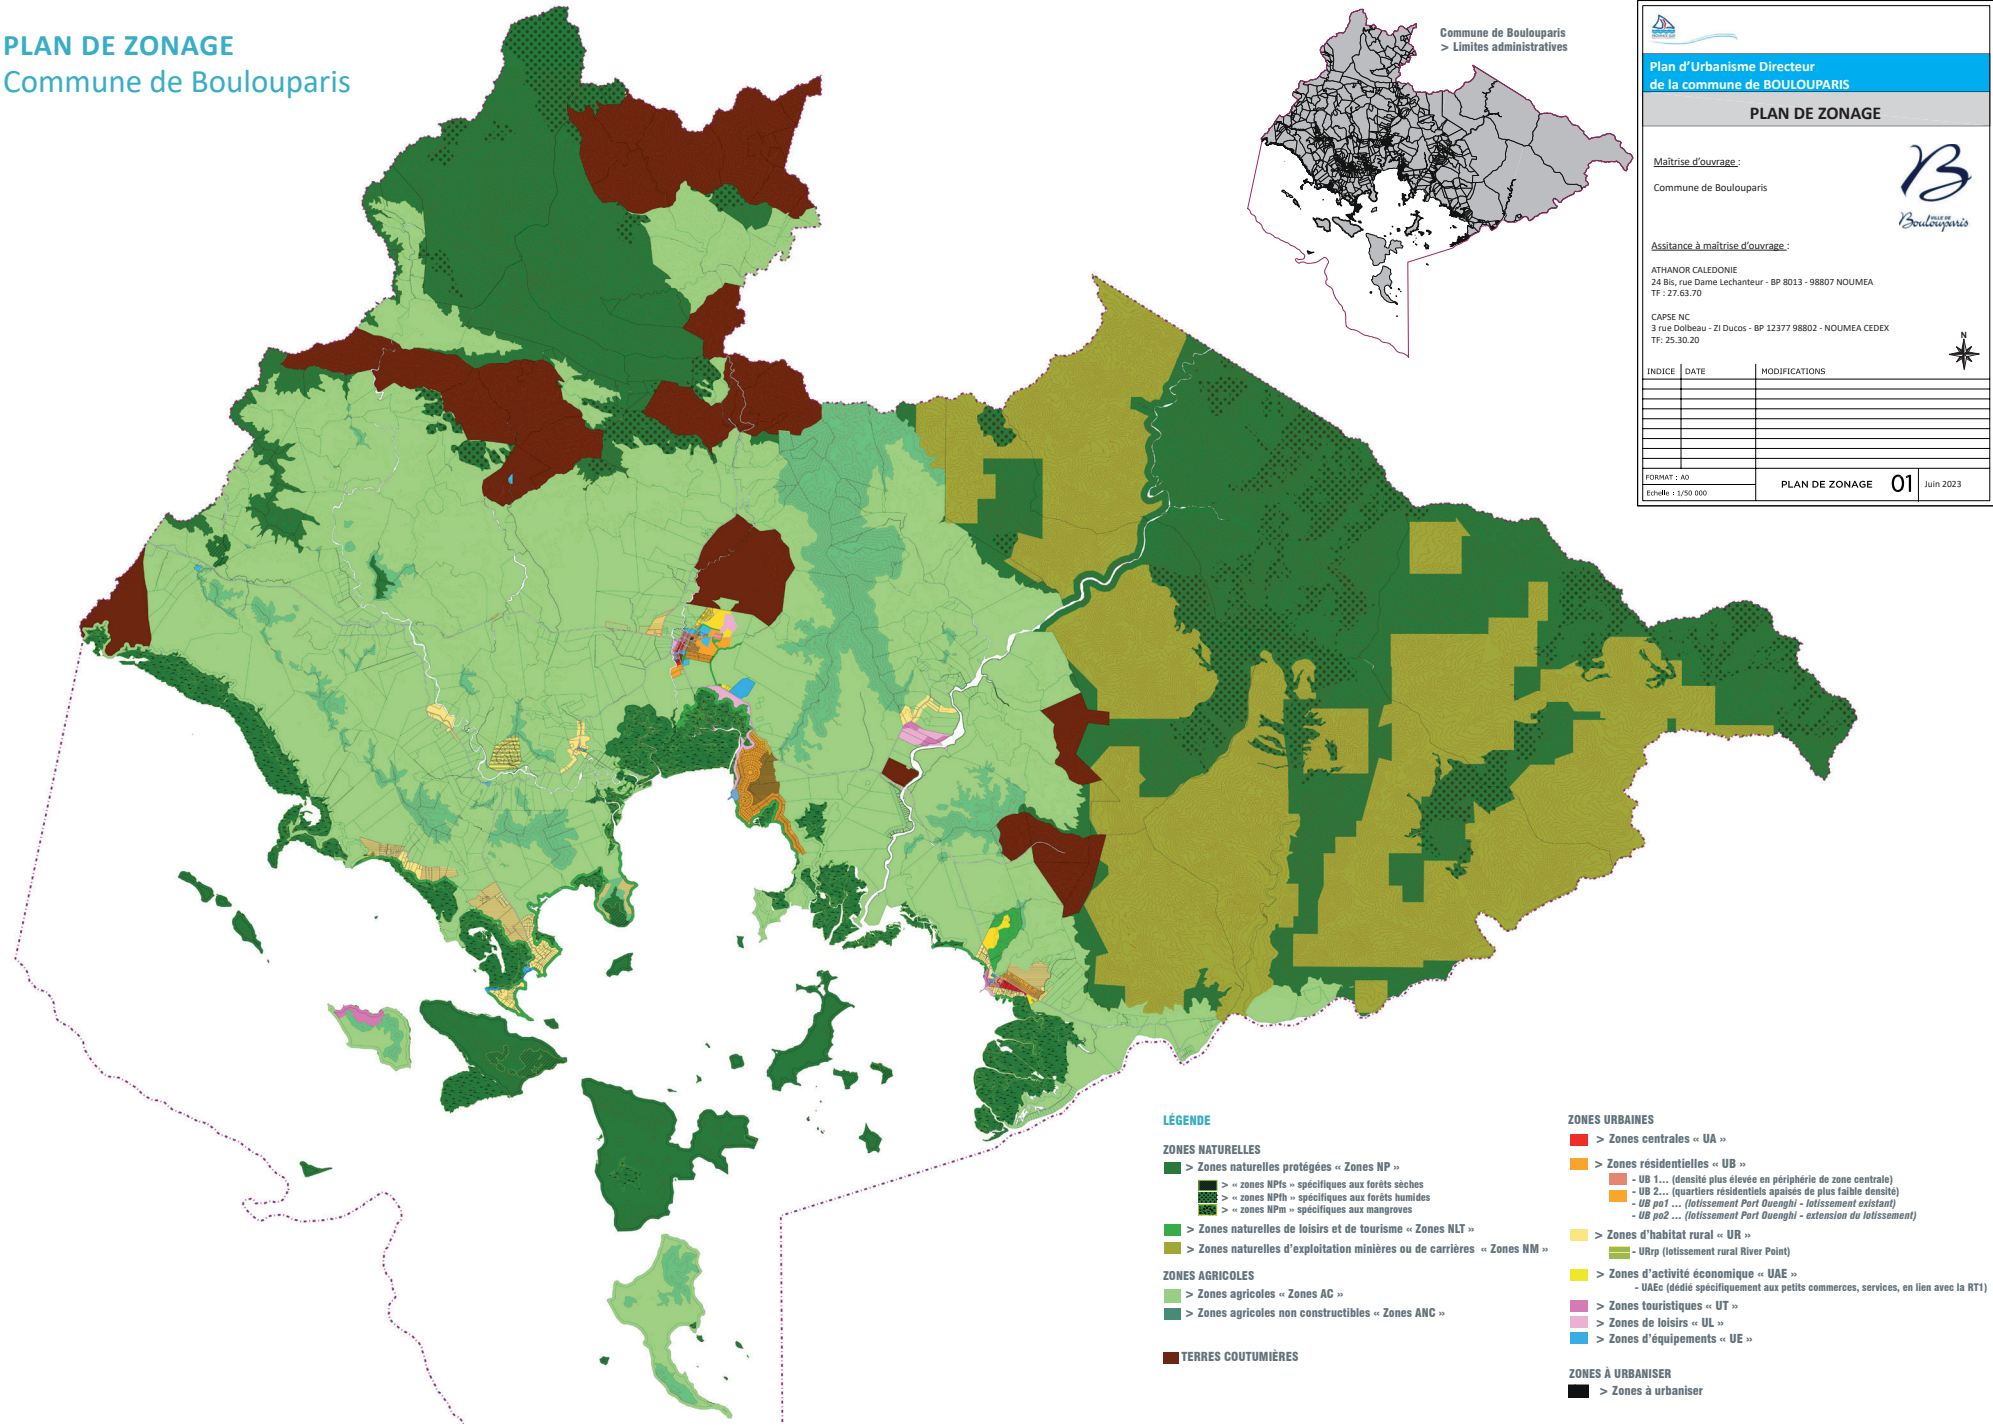 PLAN DE ZONAGE
Commune de Boulouparis
Commune de Boulouparis
> Limites administratives
Plan d'Urbanisme Directeur
de la commune de BOULOUPARIS
PLAN DE ZONAGE
Maîtrise d'ouvrage :
Commune de Boulouparis
B
VILLE DE
Boulouparis
Assistance à maîtrise d'ouvrage :
ATHANOR CALEDONIE
24 Bis, rue Dame Lechanteur - BP 8013 - 98807 NOUMEA
TF : 27.63.70
CAPSE NC
3 rue Dolbeau - ZI Ducos - BP 12377 98802 - NOUMEA CEDEX
TF: 25.30.20
N
INDICE DATE MODIFICATIONS
FORMAT : A0
Echelle : 1/50 000
PLAN DE ZONAGE 01 Juin 2023
LÉGENDE
ZONES NATURELLES
> Zones naturelles protégées « Zones NP »
> « zones NPfs » spécifiques aux forêts sèches
> « zones NPfh » spécifiques aux forêts humides
> « zones NPm » spécifiques aux mangroves
> Zones naturelles de loisirs et de tourisme « Zones NLT »
> Zones naturelles d'exploitation minières ou de carrières « Zones NM »
ZONES AGRICOLES
> Zones agricoles « Zones AC »
> Zones agricoles non constructibles « Zones ANC »
TERRES COUTUMIÈRES
ZONES URBAINES
> Zones centrales « UA »
> Zones résidentielles « UB »
- UB 1... (densité plus élevée en périphérie de zone centrale)
- UB 2... (quartiers résidentiels apaisés de plus faible densité)
- UB po1 ... (lotissement Port Ouenghi - lotissement existant)
- UB po2 ... (lotissement Port Ouenghi - extension du lotissement)
> Zones d'habitat rural « UR »
- URrp (lotissement rural River Point)
> Zones d'activité économique « UAE »
- UAEc (dédié spécifiquement aux petits commerces, services, en lien avec la RT1)
> Zones touristiques « UT »
> Zones de loisirs « UL »
> Zones d'équipements « UE »
ZONES À URBANISER
> Zones à urbaniser